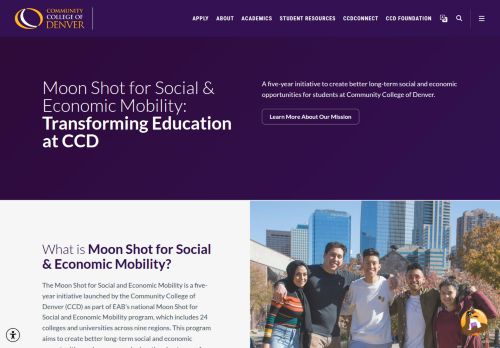 COMMUNITY
COLLEGE OF
DENVER
APPLY ABOUT ACADEMICS STUDENT RESOURCES CCDCONNECT CCD FOUNDATION
Moon Shot for Social &
Economic Mobility:
Transforming Education
at CCD
A five-year initiative to create better long-term social and economic
opportunities for students at Community College of Denver.
Learn More About Our Mission
What is Moon Shot for Social
& Economic Mobility?
The Moon Shot for Social and Economic Mobility is a five-
year initiative launched by the Community College of
Denver (CCD) as part of EAB's national Moon Shot for
Social and Economic Mobility program, which includes 24
colleges and universities across nine regions. This program
aims to create better long-term social and economic